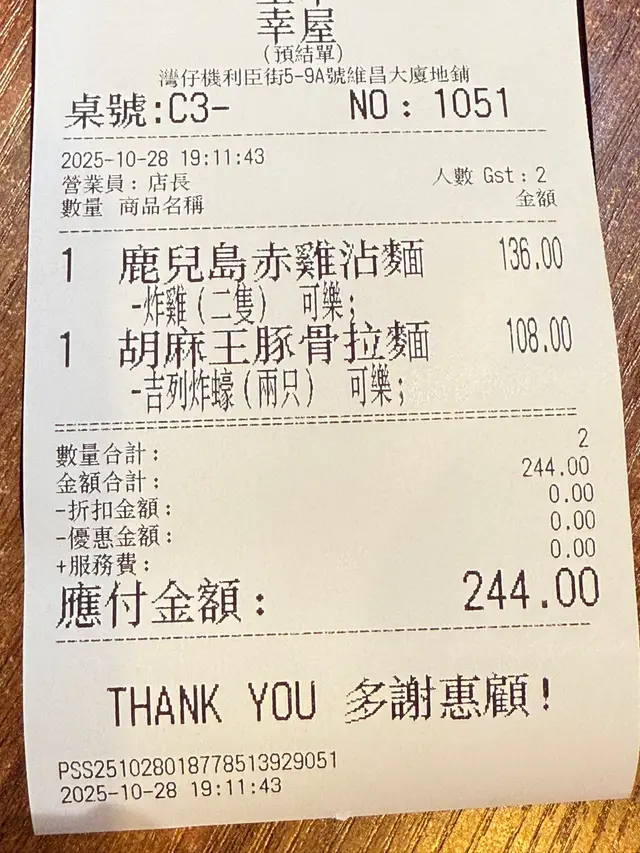 幸屋
(預結單)
灣仔機利臣街5-9A號維昌大廈地鋪
桌號:C3- NO: 1051
2025-10-28 19:11:43
營業員: 店長 人數 Gst: 2
數量 商品名稱 金額
1 鹿兒島赤雞沾麵 136.00
-炸雞(二隻) 可樂;
1 胡麻王豚骨拉麵 108.00
-吉列炸蠔(兩只) 可樂;
數量合計: 2
金額合計: 244.00
-折扣金額: 0.00
-優惠金額: 0.00
+服務費: 0.00
應付金額: 244.00
THANK YOU 多謝惠顧!
PSS251028018778513929051
2025-10-28 19:11:43